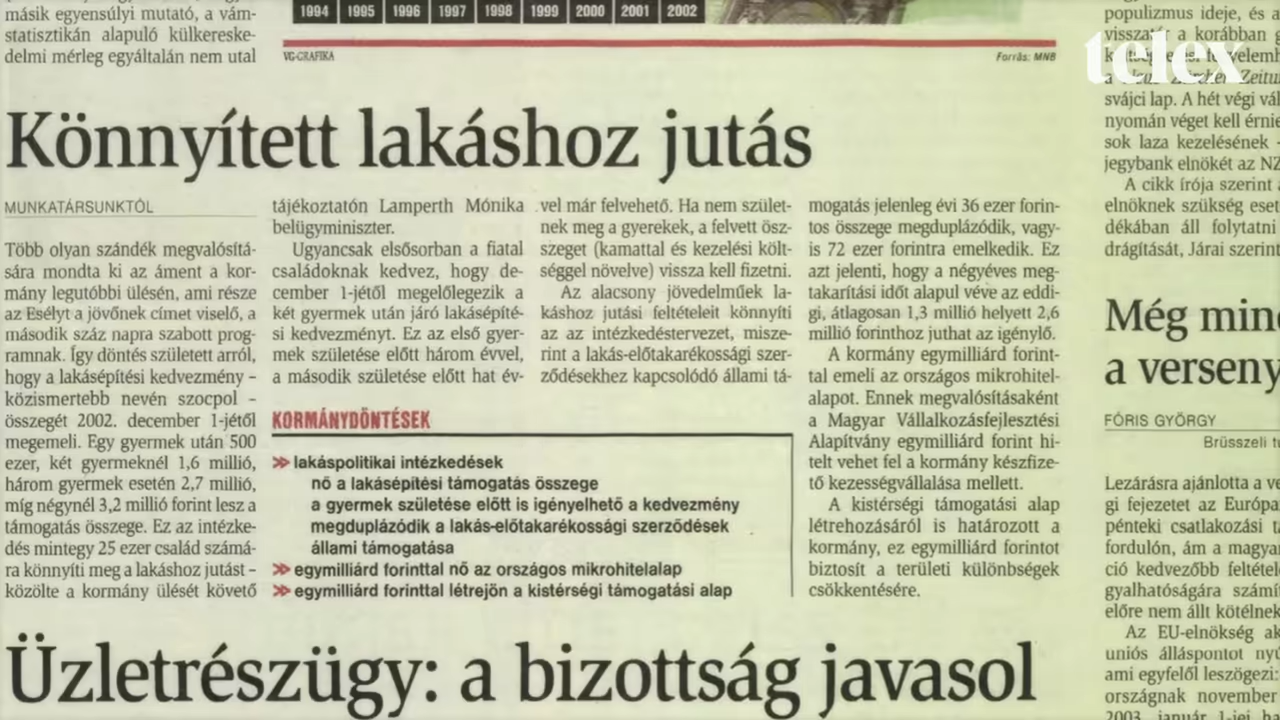 másik egyensúlyi mutató, a vám-
statisztikán alapuló külkereske-
delmi mérleg egyáltalán nem utal
1994 1995 1996 1997 1998 1999 2000 2001 2002
VG-GRAFIKA
Forrás: MNB
telex
Könnyített lakáshoz jutás
MUNKATÁRSUNKTÓL
Több olyan szándék megvalósítá-
sára mondta ki az áment a kor-
mány legutóbbi ülésén, ami része
az Esélyt a jövőnek címet viselő, a
második száz napra szabott prog-
ramnak. Így döntés született arról,
hogy a lakásépítési kedvezmény –
közismertebb nevén szocpol –
összegét 2002. december 1-jétől
megemeli. Egy gyermek után 500
ezer, két gyermeknél 1,6 millió,
három gyermek esetén 2,7 millió,
míg négynél 3,2 millió forint lesz a
támogatás összege. Ez az intézke-
dés mintegy 25 ezer család számá-
ra könnyíti meg a lakáshoz jutást –
közölte a kormány ülését követő
tájékoztatón Lamperth Mónika
belügyminiszter.
Ugyancsak elsősorban a fiatal
családoknak kedvez, hogy de-
cember 1-jétől megelőlegezik a
két gyermek után járó lakásépíté-
si kedvezményt. Ez az első gyer-
mek születése előtt három évvel,
a második születése előtt hat év-
vel már felvehető. Ha nem szület-
nek meg a gyerekek, a felvett ösz-
szeget (kamattal és kezelési költ-
séggel növelve) vissza kell fizetni.
Az alacsony jövedelműek la-
káshoz jutási feltételeit könnyíti
az az intézkedéstervezet, misze-
rint a lakás-előtakarékossági szer-
ződésekhez kapcsolódó állami tá-
mogatás jelenleg évi 36 ezer forin-
tos összege megduplázódik, vagy-
is 72 ezer forintra emelkedik. Ez
azt jelenti, hogy a négyéves meg-
takarítási időt alapul véve az eddi-
gi, átlagosan 1,3 millió helyett 2,6
millió forinthoz juthat az igénylő.
A kormány egymilliárd forint-
tal emeli az országos mikrohitel-
alapot. Ennek megvalósításaként
a Magyar Vállalkozásfejlesztési
Alapítvány egymilliárd forint hi-
telt vehet fel a kormány készfize-
tő kezességvállalása mellett.
A kistérségi támogatási alap
létrehozásáról is határozott a
kormány, ez egymilliárd forintot
biztosít a területi különbségek
csökkentésére.
KORMÁNYDÖNTÉSEK
>> lakáspolitikai intézkedések
nő a lakásépítési támogatás összege
a gyermek születése előtt is igényelhető a kedvezmény
megduplázódik a lakás-előtakarékossági szerződések
állami támogatása
>> egymilliárd forinttal nő az országos mikrohitelalap
>> egymilliárd forinttal létrejön a kistérségi támogatási alap
Üzletrészügy: a bizottság javasol
populizmus ideje, és a
a korábban
svájci lap. A hét végi vál
nyomán véget kell érnie
sok laza kezelésének –
jegybank elnökét az NZ
A cikk írója szerint
elnöknek szükség eset
dékában áll folytatni
drágítását, Járai szerin
Még min
a verseny
FÓRIS GYÖRGY
Brüsszeli tu
Lezárásra ajánlotta a ve
gi fejezetet az Európa
pénteki csatlakozási t
fordulón, ám a magya
ció kedvezőbb feltétel
gyalhatóságára számí
előre nem állt kötélnek
Az EU-elnökség ak
uniós álláspontot nyú
ami egyfelől leszögezi:
országnak november
2003. január 1-jei ha